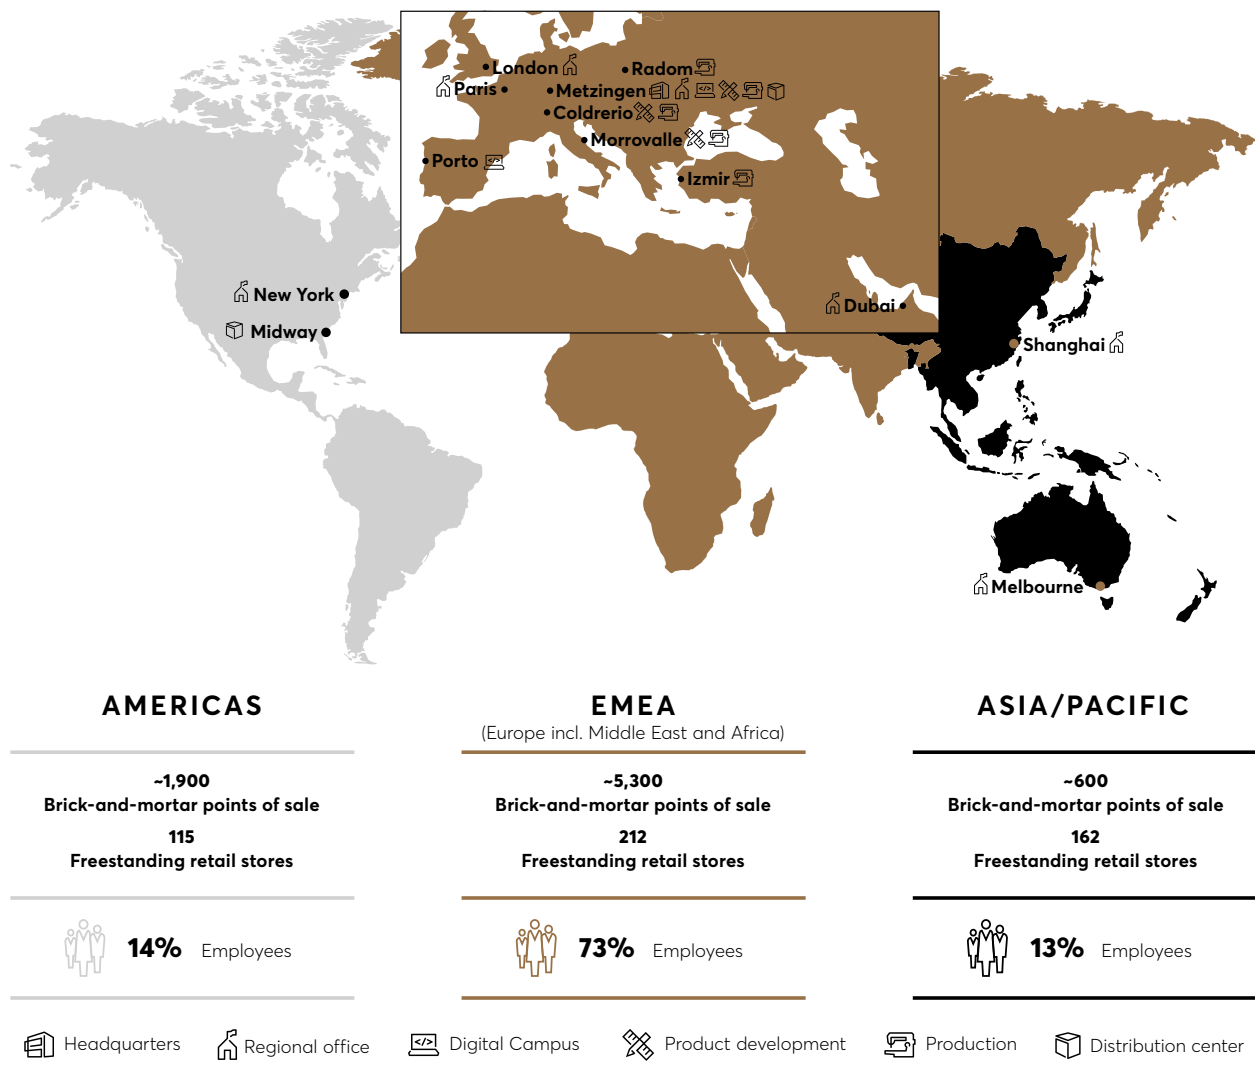 London
Radom
Paris
Metzingen
Coldrerio
Morrovalle
Porto
Izmir
New York
Dubai
Midway
Shanghai
Melbourne
AMERICAS
~1,900
Brick-and-mortar points of sale
115
Freestanding retail stores
14% Employees
EMEA
(Europe incl. Middle East and Africa)
~5,300
Brick-and-mortar points of sale
212
Freestanding retail stores
73% Employees
ASIA/PACIFIC
~600
Brick-and-mortar points of sale
162
Freestanding retail stores
13% Employees
Headquarters
Regional office
Digital Campus
Product development
Production
Distribution center